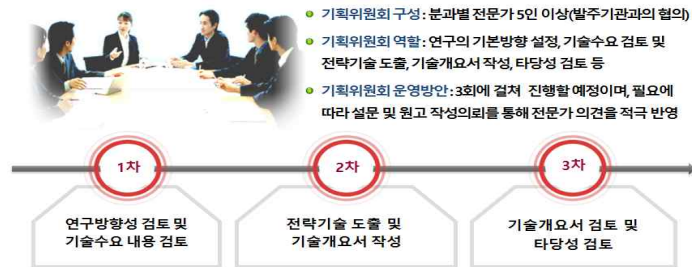 기획위원회 구성 : 분과별 전문가 5인 이상(발주기관과의 협의)
기획위원회 역할 : 연구의 기본방향 설정, 기술수요 검토 및
전략기술 도출, 기술개요서 작성, 타당성 검토 등
기획위원회 운영방안 : 3회에 걸쳐 진행할 예정이며, 필요에
따라 설문 및 원고 작성의뢰를 통해 전문가 의견을 적극 반영
1차
2차
3차
연구방향성 검토 및
기술수요 내용 검토
전략기술 도출 및
기술개요서 작성
기술개요서 검토 및
타당성 검토